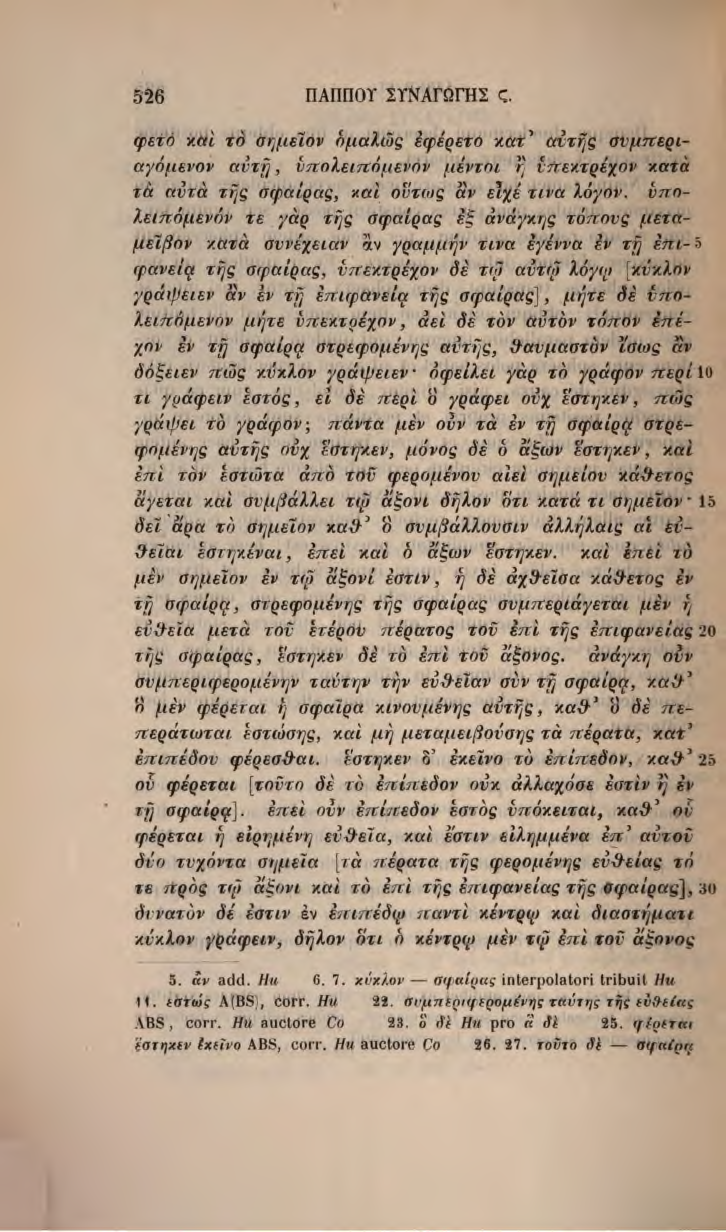 526 ΠΑΠΠΟΥ ΣΥΝΑΓΩΓΗΣ ϛ.
φετο καὶ τὸ σημεῖον ὁμαλῶς ἐφέρετο κατ’ αὐτῆς συμπερι-
αγόμενον αὐτῇ, ὑπολειπόμενον μέντοι ἢ ὑπεκτρέχον κατὰ
τὰ αὐτὰ τῆς σφαίρας, καὶ οὕτως ἂν εἶχέ τινα λόγον. ὑπο-
λειπόμενόν τε γὰρ τῆς σφαίρας ἐξ ἀνάγκης τόπους μετα-
μεῖβον κατὰ συνέχειαν ἂν γραμμήν τινα ἐγέννα ἐν τῇ ἐπι- 5
φανείᾳ τῆς σφαίρας, ὑπεκτρέχον δὲ τῷ αὐτῷ λόγῳ [κύκλον
γράψειεν ἂν ἐν τῇ ἐπιφανείᾳ τῆς σφαίρας], μήτε δὲ ὑπο-
λειπόμενον μήτε ὑπεκτρέχον, ἀεὶ δὲ τὸν αὐτὸν τόπον ἐπέ-
χον ἐν τῇ σφαίρᾳ στρεφομένης αὐτῆς, θαυμαστὸν ἴσως ἂν
δόξειεν πῶς κύκλον γράψειεν· ὀφείλει γὰρ τὸ γράφον περί 10
τι γράφειν ἑστός, εἰ δὲ περὶ ὃ γράφει οὐχ ἕστηκεν, πῶς
γράψει τὸ γράφον; πάντα μὲν οὖν τὰ ἐν τῇ σφαίρᾳ στρε-
φομένης αὐτῆς οὐχ ἕστηκεν, μόνος δὲ ὁ ἄξων ἕστηκεν, καὶ
ἐπὶ τὸν ἑστῶτα ἀπὸ τοῦ φερομένου αἰεὶ σημείου κάθετος
ἄγεται καὶ συμβάλλει τῷ ἄξονι δῆλον ὅτι κατά τι σημεῖον· 15
δεῖ ἄρα τὸ σημεῖον καθ’ ὃ συμβάλλουσιν ἀλλήλαις αἱ εὐ-
θεῖαι ἑστηκέναι, ἐπεὶ καὶ ὁ ἄξων ἕστηκεν. καὶ ἐπεὶ τὸ
μὲν σημεῖον ἐν τῷ ἄξονί ἐστιν, ἡ δὲ ἀχθεῖσα κάθετος ἐν
τῇ σφαίρᾳ, στρεφομένης τῆς σφαίρας συμπεριάγεται μὲν ἡ
εὐθεῖα μετὰ τοῦ ἑτέρου πέρατος τοῦ ἐπὶ τῆς ἐπιφανείας 20
τῆς σφαίρας, ἕστηκεν δὲ τὸ ἐπὶ τοῦ ἄξονος. ἀνάγκη οὖν
συμπεριφερομένην ταύτην τὴν εὐθεῖαν σὺν τῇ σφαίρᾳ, καθ’
ὃ μὲν φέρεται ἡ σφαῖρα κινουμένης αὐτῆς, καθ’ ὃ δὲ πε-
περάτωται ἑστώσης, καὶ μὴ μεταμειβούσης τὰ πέρατα, κατ’
ἐπιπέδου φέρεσθαι. ἕστηκεν δ’ ἐκεῖνο τὸ ἐπίπεδον, καθ’ 25
οὗ φέρεται [τοῦτο δὲ τὸ ἐπίπεδον οὐκ ἀλλαχόσε ἐστὶν ἢ ἐν
τῇ σφαίρᾳ]. ἐπεὶ οὖν ἐπίπεδον ἑστὸς ὑπόκειται, καθ’ οὗ
φέρεται ἡ εἰρημένη εὐθεῖα, καὶ ἔστιν εἰλημμένα ἐπ’ αὐτοῦ
δύο τυχόντα σημεῖα [τὰ πέρατα τῆς φερομένης εὐθείας τό
τε πρὸς τῷ ἄξονι καὶ τὸ ἐπὶ τῆς ἐπιφανείας τῆς σφαίρας], 30
δυνατὸν δέ ἐστιν ἐν ἐπιπέδῳ παντὶ κέντρῳ καὶ διαστήματι
κύκλον γράφειν, δῆλον ὅτι ὁ κέντρῳ μὲν τῷ ἐπὶ τοῦ ἄξονος
5. ἂν add. Hu 6. 7. κύκλον — σφαίρας interpolatori tribuit Hu
11. ἑστώς A(BS), corr. Hu 22. συμπεριφερομένης ταύτης τῆς εὐθείας
ABS, corr. Hu auctore Co 23. ὃ δὲ Hu pro ἃ δὲ 25. φέρεται
ἕστηκεν ἐκεῖνο ABS, corr. Hu auctore Co 26. 27. τοῦτο δὲ — σφαίρᾳ